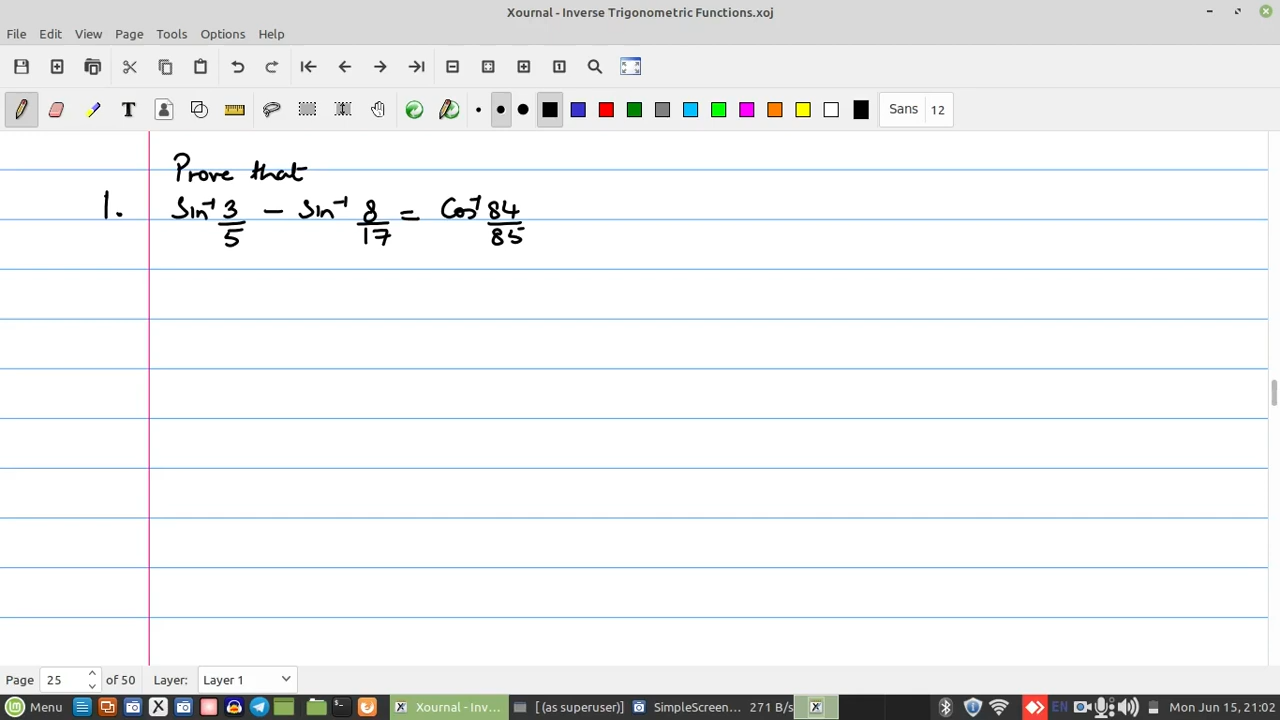 Xournal - Inverse Trigonometric Functions.xoj
File Edit View Page Tools Options Help
T Sans 12
Prove that
1. Sin⁻¹ 3/5 - Sin⁻¹ 8/17 = Cos⁻¹ 84/85
Page 25 of 50 Layer: Layer 1
Menu Xournal - Inv... [ (as superuser)] SimpleScreen... 271 B/s EN Mon Jun 15, 21:02